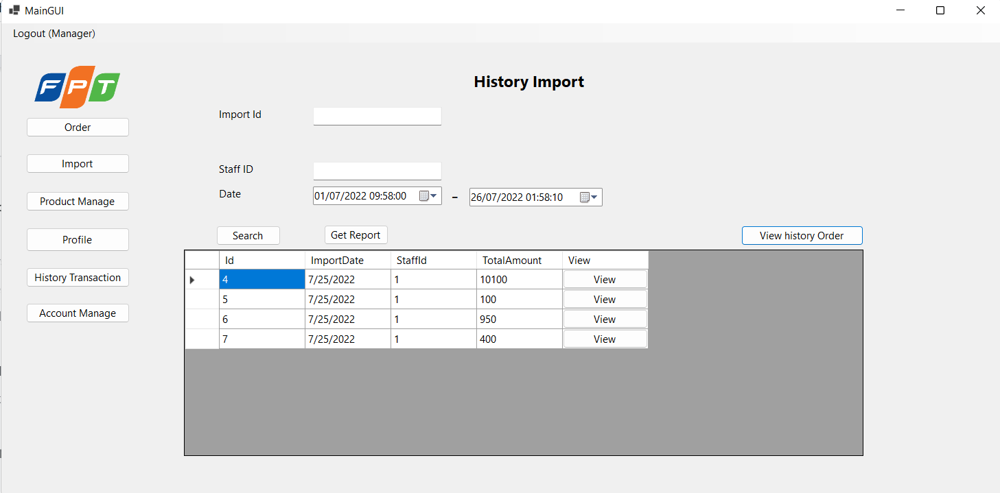 MainGUI
Logout (Manager)
FPT
History Import
Import Id
Order
Import
Staff ID
Date 01/07/2022 09:58:00 - 26/07/2022 01:58:10
Product Manage
Search Get Report View history Order
Profile
Id ImportDate StaffId TotalAmount View
4 7/25/2022 1 10100 View
History Transaction
5 7/25/2022 1 100 View
Account Manage
6 7/25/2022 1 950 View
7 7/25/2022 1 400 View